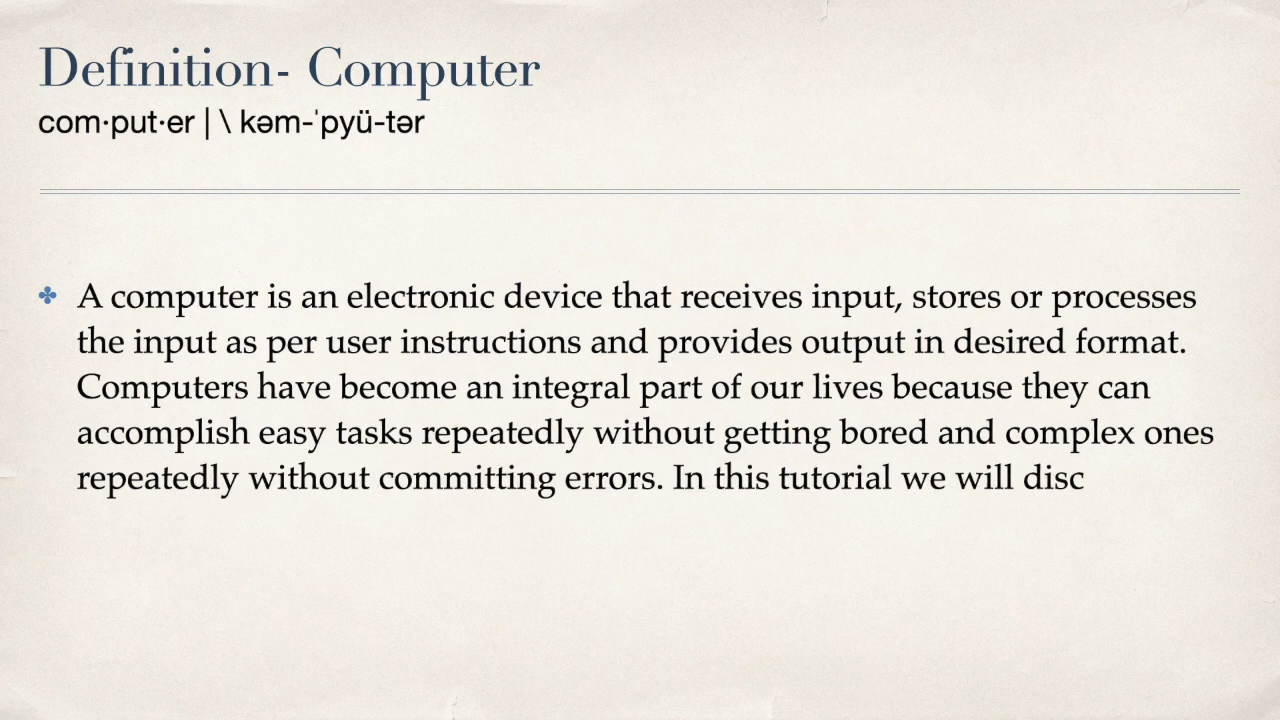 Definition- Computer
com·put·er | \ kəm-ˈpyü-tər
A computer is an electronic device that receives input, stores or processes
the input as per user instructions and provides output in desired format.
Computers have become an integral part of our lives because they can
accomplish easy tasks repeatedly without getting bored and complex ones
repeatedly without committing errors. In this tutorial we will disc